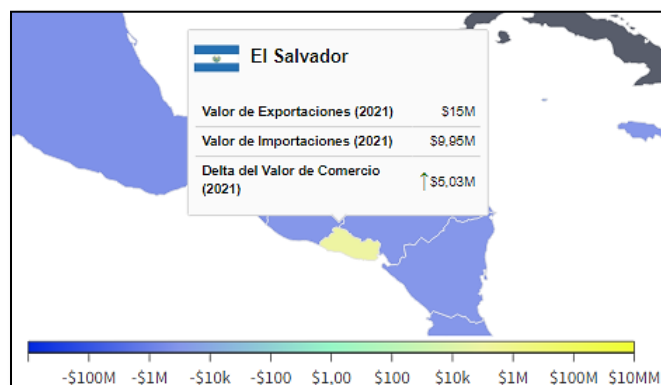 El Salvador
Valor de Exportaciones (2021) $15M
Valor de Importaciones (2021) $9,95M
Delta del Valor de Comercio
(2021) $5,03M
-$100M -$1M -$10k -$100 $1,00 $100 $10k $1M $100M $10MM